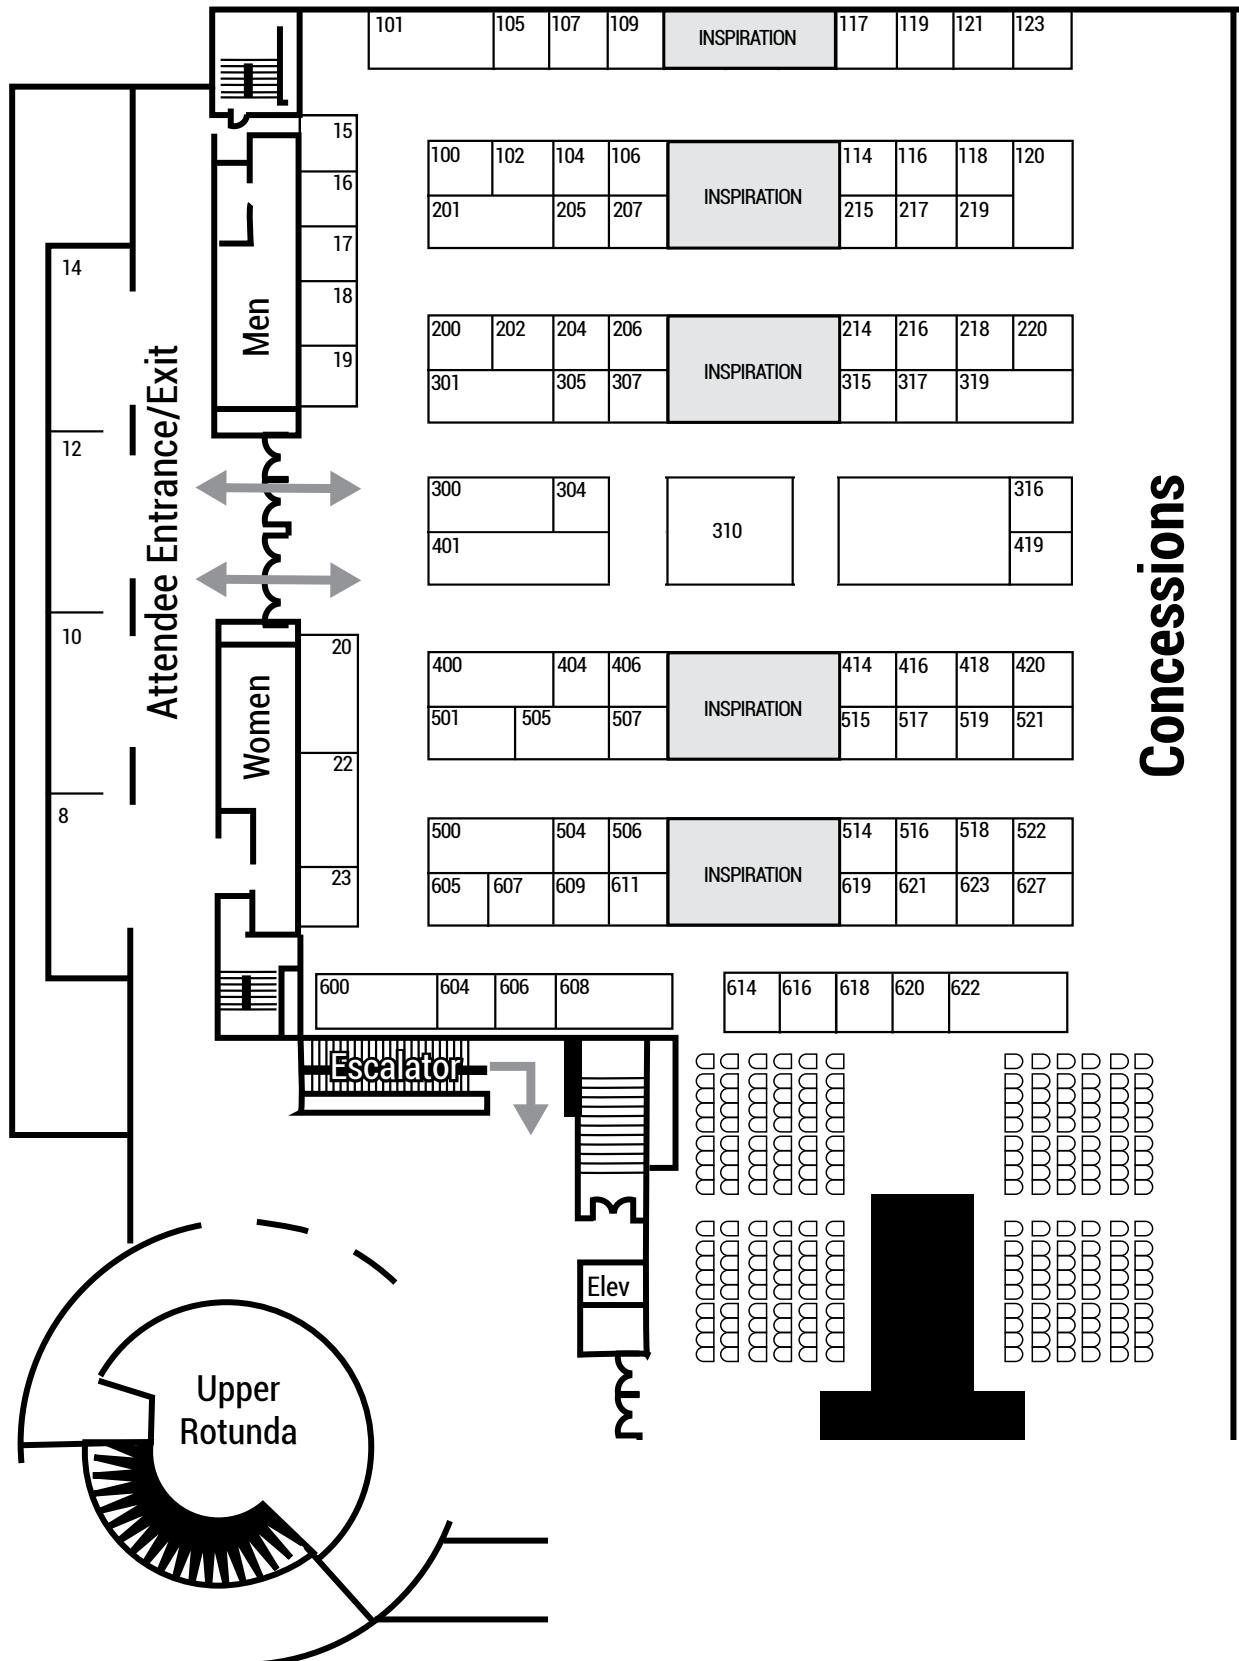 101 105 107 109 INSPIRATION 117 119 121 123
15
100 102 104 106 INSPIRATION 114 116 118 120
16
201 205 207 215 217 219
17
14
18
Men
200 202 204 206 INSPIRATION 214 216 218 220
19
301 305 307 315 317 319
Attendee Entrance/Exit
12
300 304 310 316
401 419
Concessions
10
20
Women
400 404 406 INSPIRATION 414 416 418 420
501 505 507 515 517 519 521
22
8
500 504 506 INSPIRATION 514 516 518 522
23
605 607 609 611 619 621 623 627
600 604 606 608 614 616 618 620 622
Escalator
Elev
Upper
Rotunda